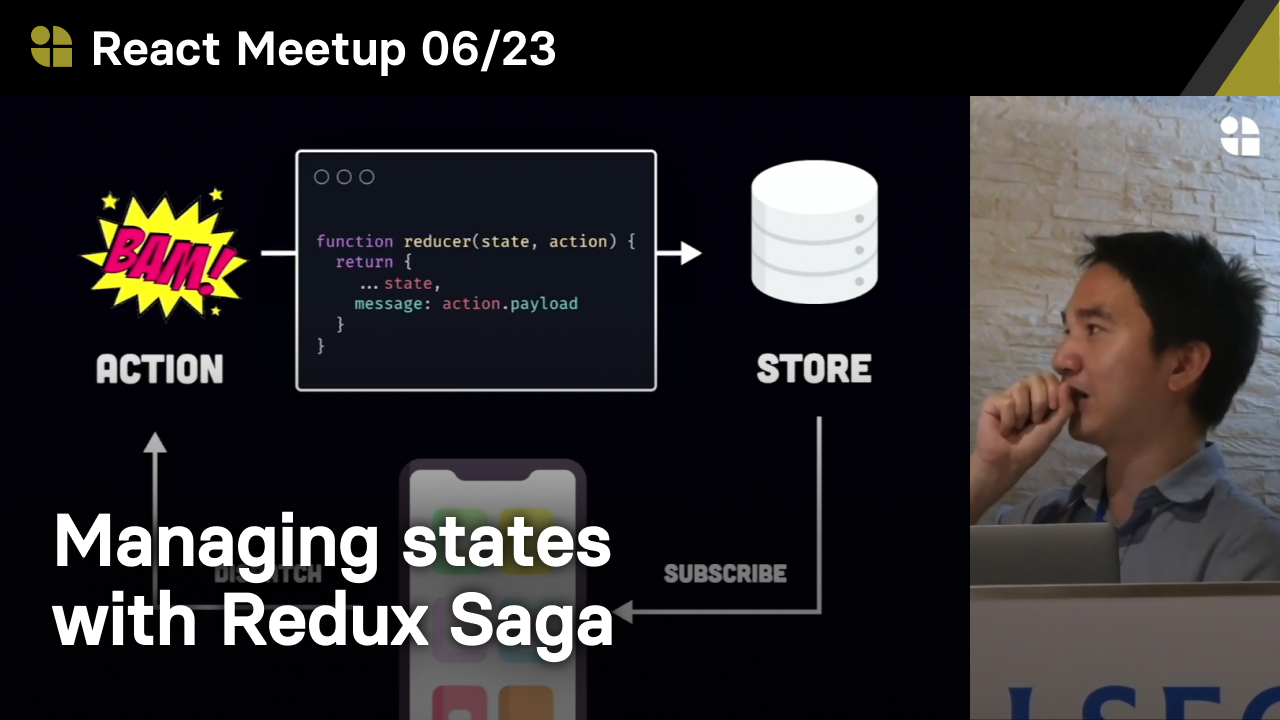 React Meetup 06/23
BAM!
function reducer(state, action) {
return {
...state,
message: action.payload
}
}
ACTION
STORE
DISPATCH
SUBSCRIBE
Managing states
with Redux Saga